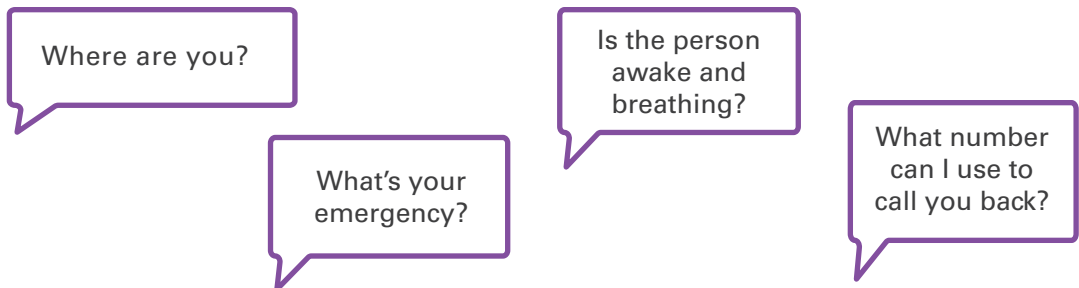 Where are you?
What's your
emergency?
Is the person
awake and
breathing?
What number
can I use to
call you back?